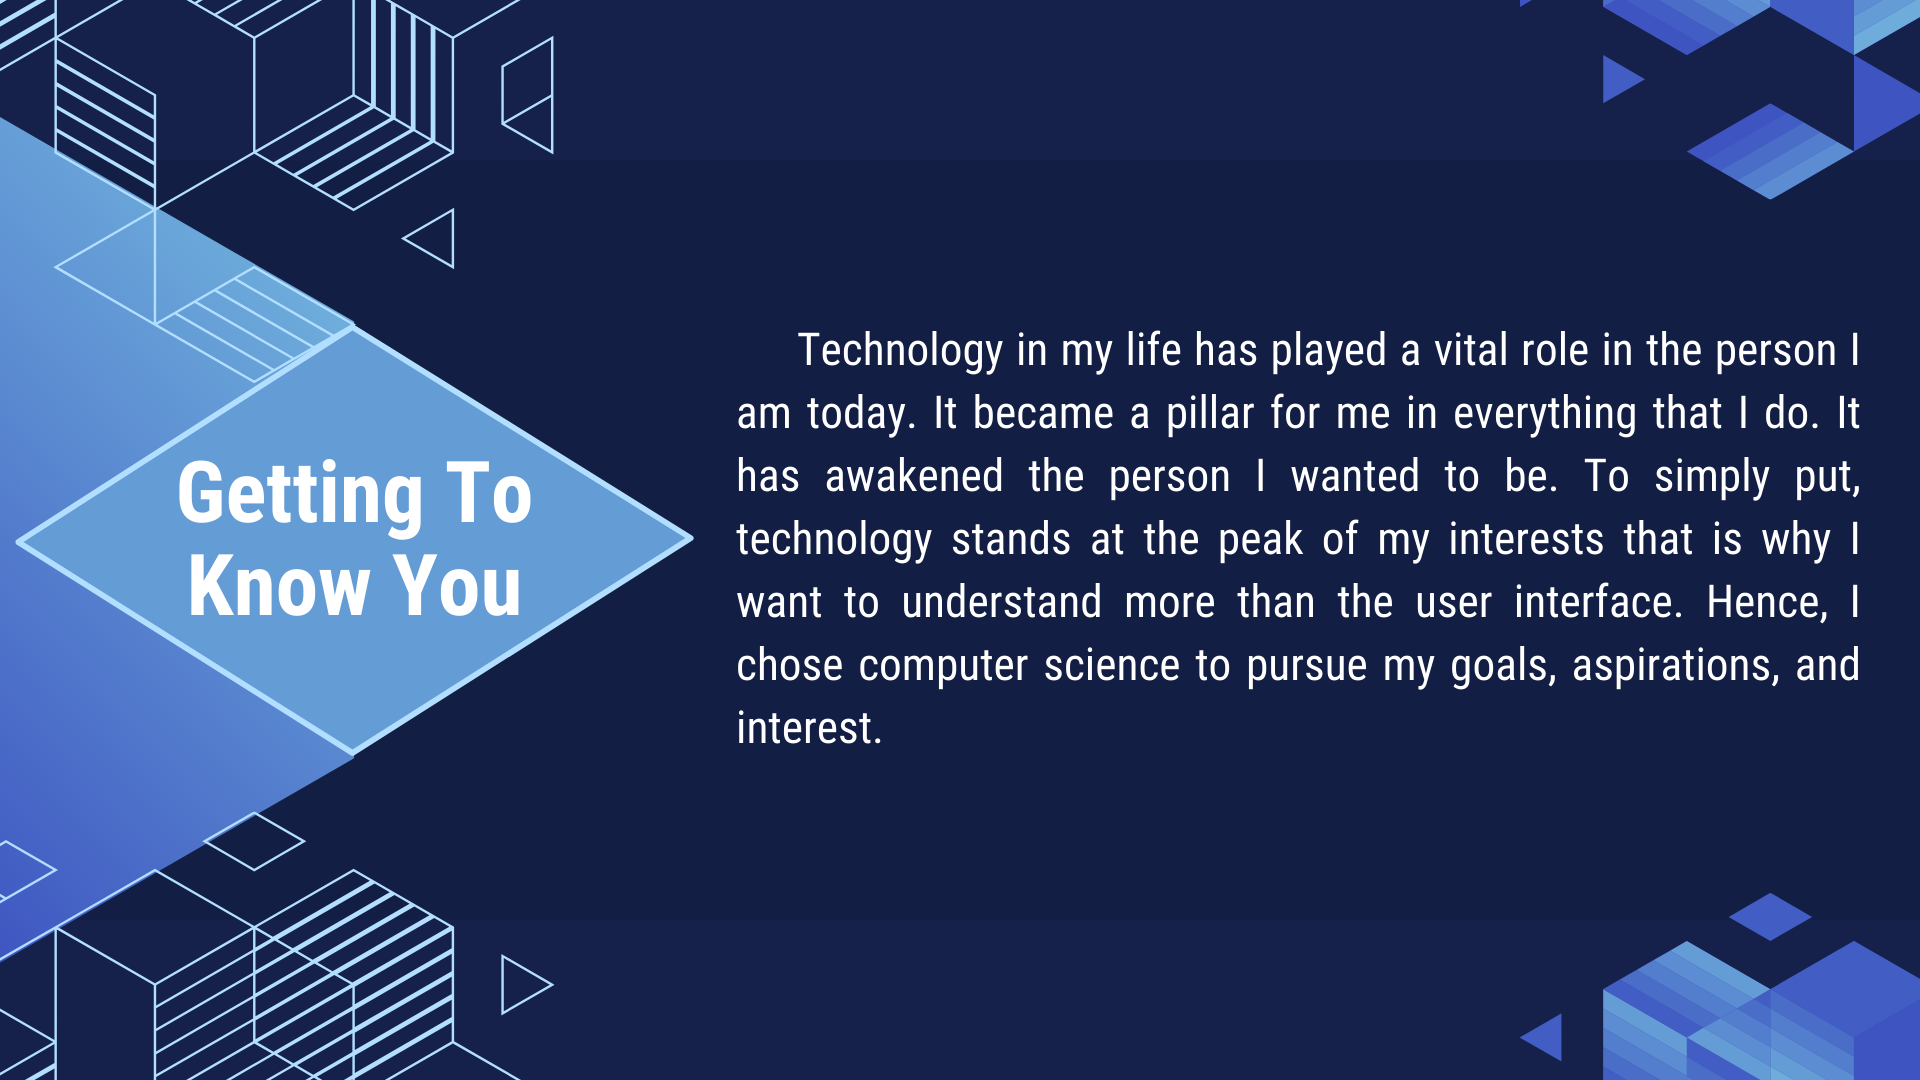 Getting To
Know You
Technology in my life has played a vital role in the person I
am today. It became a pillar for me in everything that I do. It
has awakened the person I wanted to be. To simply put,
technology stands at the peak of my interests that is why I
want to understand more than the user interface. Hence, I
chose computer science to pursue my goals, aspirations, and
interest.